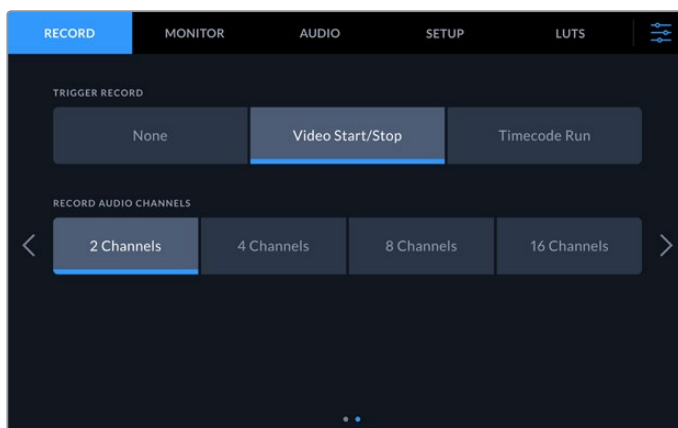 RECORD MONITOR AUDIO SETUP LUTS
TRIGGER RECORD
None Video Start/Stop Timecode Run
RECORD AUDIO CHANNELS
2 Channels 4 Channels 8 Channels 16 Channels